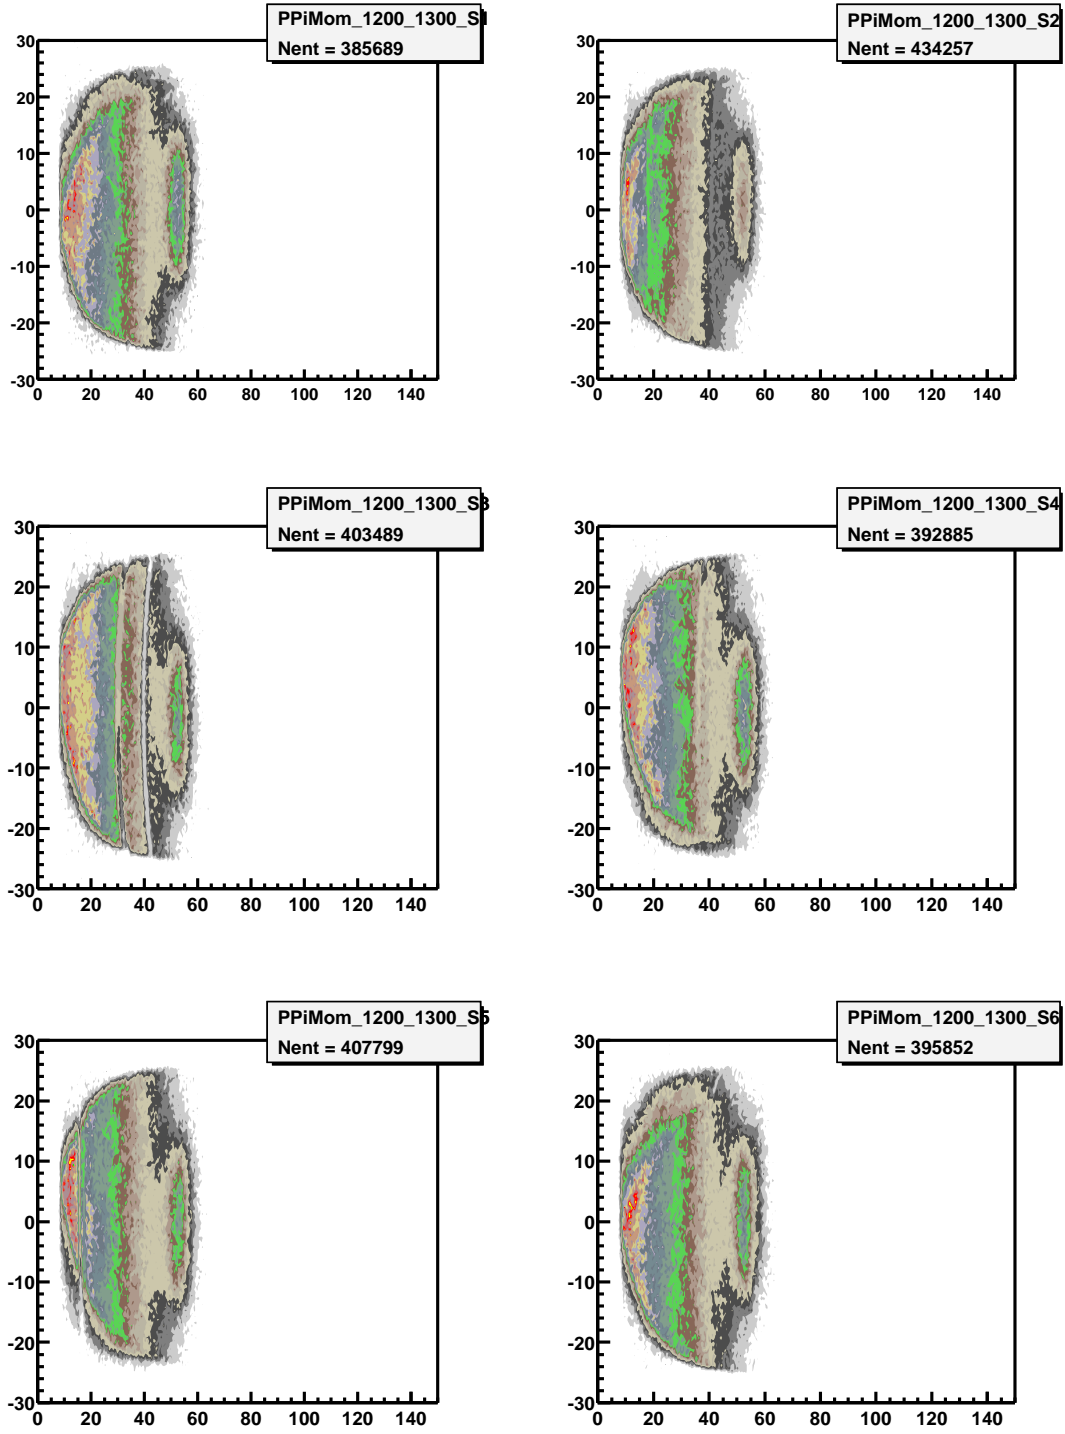 PPiMom_1200_1300_S1
Nent = 385689
30
20
10
0
-10
-20
-30
0 20 40 60 80 100 120 140
PPiMom_1200_1300_S2
Nent = 434257
30
20
10
0
-10
-20
-30
0 20 40 60 80 100 120 140
PPiMom_1200_1300_S3
Nent = 403489
30
20
10
0
-10
-20
-30
0 20 40 60 80 100 120 140
PPiMom_1200_1300_S4
Nent = 392885
30
20
10
0
-10
-20
-30
0 20 40 60 80 100 120 140
PPiMom_1200_1300_S5
Nent = 407799
30
20
10
0
-10
-20
-30
0 20 40 60 80 100 120 140
PPiMom_1200_1300_S6
Nent = 395852
30
20
10
0
-10
-20
-30
0 20 40 60 80 100 120 140